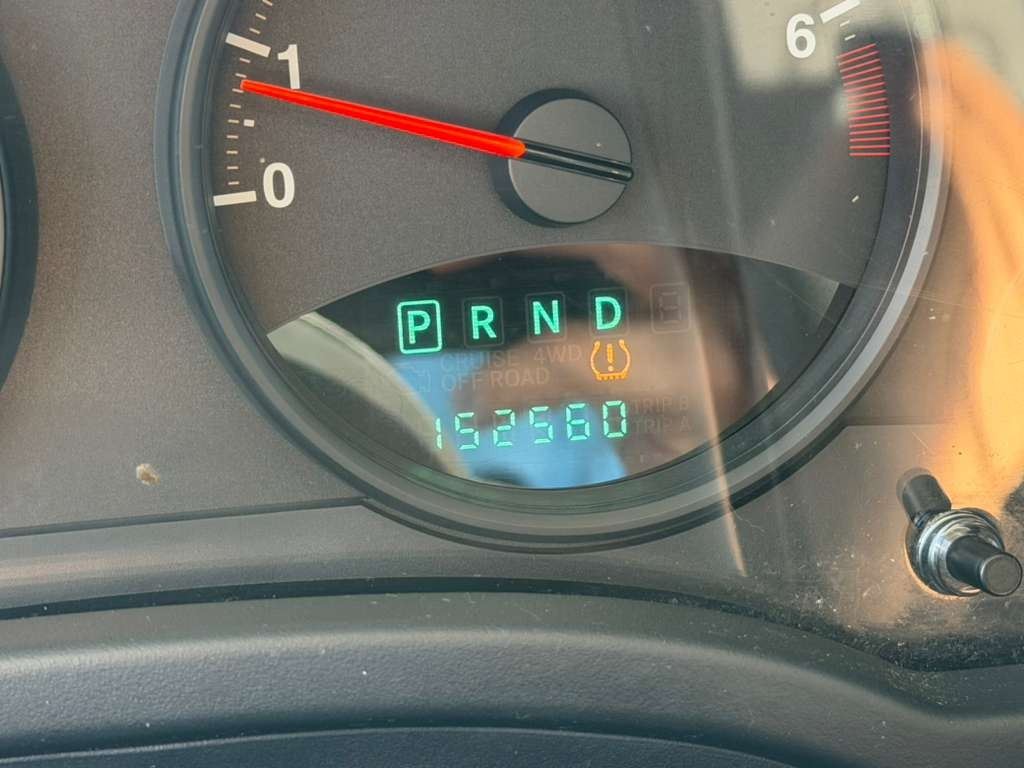 1
6
0
P R N D E
CRUISE 4WD
OFF ROAD
TRIP B
152560 TRIP A